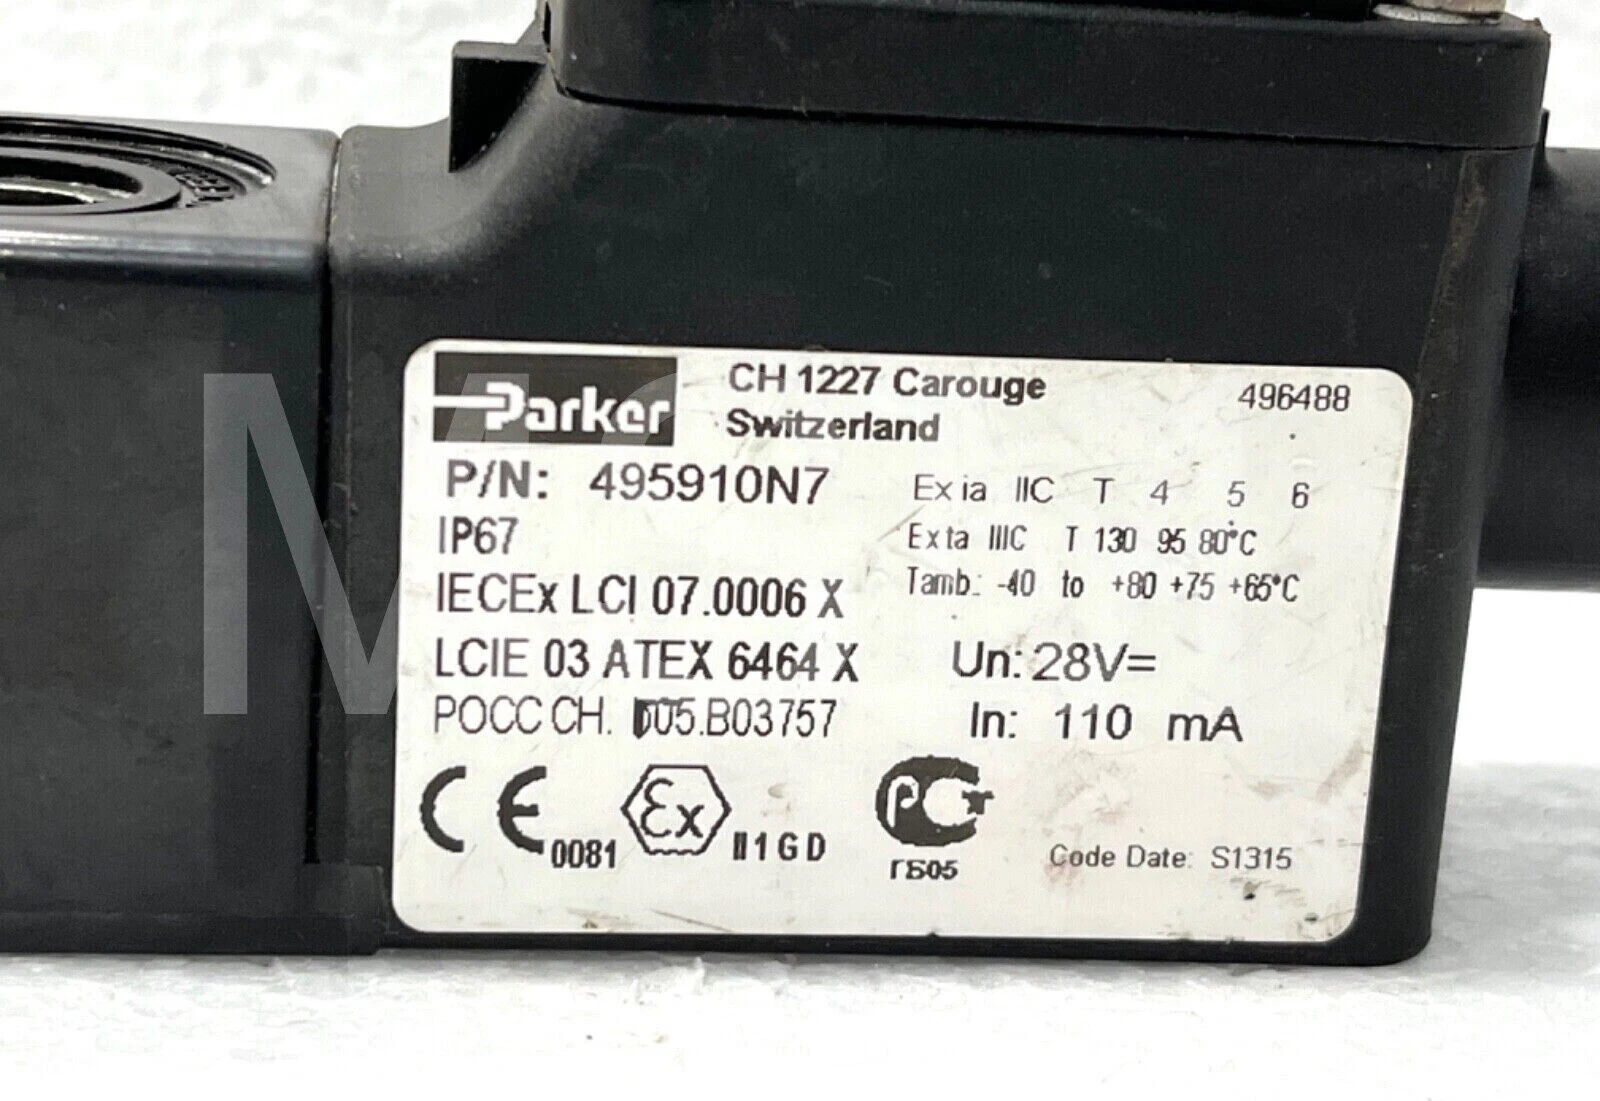 Parker
CH 1227 Carouge
Switzerland
496488
P/N: 495910N7
IP67
IECEx LCI 07.0006 X
LCIE 03 ATEX 6464 X
POCC CH. 05.B03757
Ex ia IIC T 4 5 6
Ex ta IIIC T 130 95 80°C
Tamb.: -40 to +80 +75 +65°C
Un: 28V=
In: 110 mA
CE 0081 Ex II 1 G D
ГБ05
Code Date: S1315